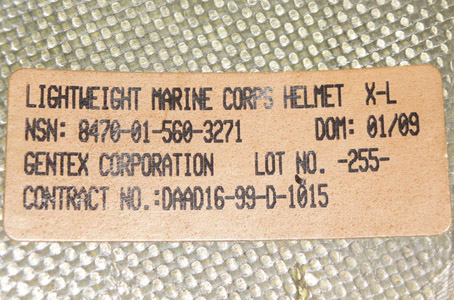 LIGHTWEIGHT MARINE CORPS HELMET X-L
NSN: 8470-01-560-3271 DOM: 01/09
GENTEX CORPORATION LOT NO. -255-
CONTRACT NO.:DAAD16-99-D-1015